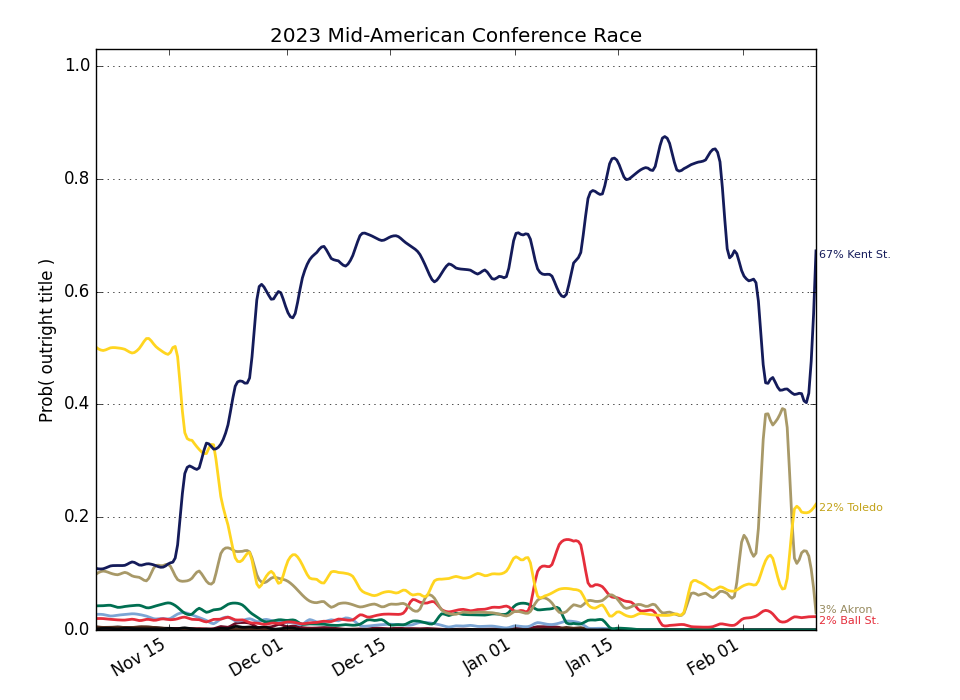 2023 Mid-American Conference Race
Prob( outright title )
1.0
0.8
0.6
0.4
0.2
0.0
67% Kent St.
22% Toledo
3% Akron
2% Ball St.
Nov 15
Dec 01
Dec 15
Jan 01
Jan 15
Feb 01